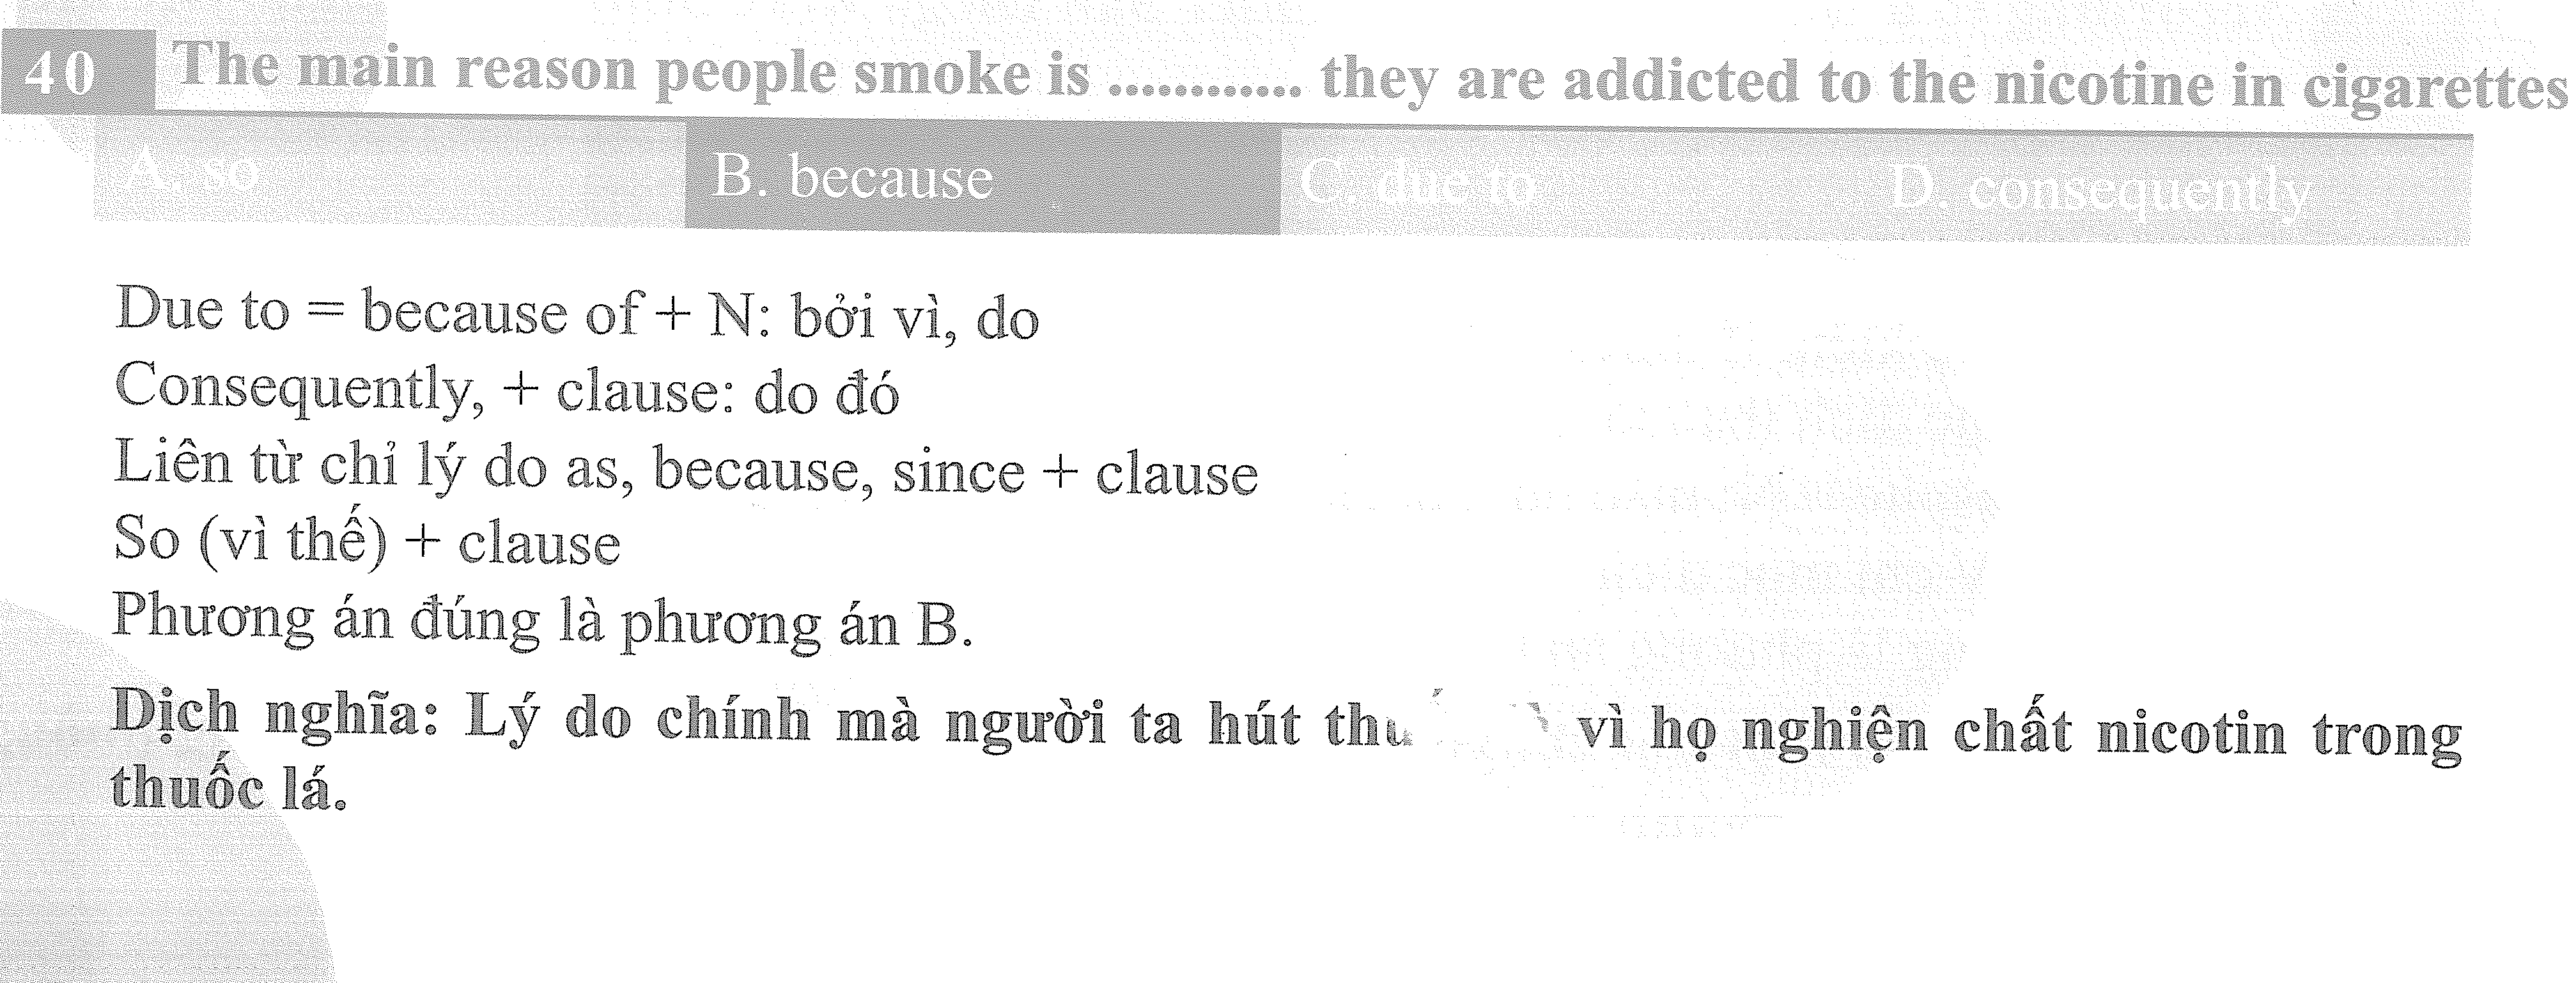 40 The main reason people smoke is ............ they are addicted to the nicotine in cigarettes
A. so B. because C. due to D. consequently
Due to = because of + N: bởi vì, do
Consequently, + clause: do đó
Liên từ chỉ lý do as, because, since + clause
So (vì thế) + clause
Phương án đúng là phương án B.
Dịch nghĩa: Lý do chính mà người ta hút vì họ nghiện chất nicotin trong
thuốc lá.